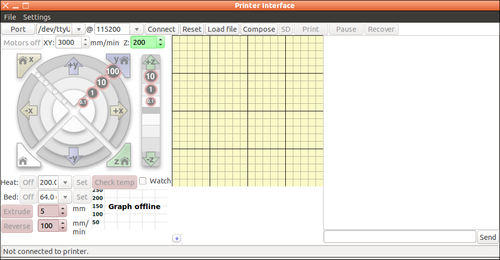 Printer Interface
File Settings
Port /dev/ttyU @ 115200 Connect Reset Load file Compose SD Print Pause Recover
Motors off XY: 3000 mm/min Z: 200
x +y +z
100
10 10
1 1
0.1 0.1
-x +x
-y z -z
Heat: Off 200.0 Set Check temp Watch
Bed: Off 64.0 Set
Extrude 5 mm
Reverse 100 mm/
min
250
200
150 Graph offline
100
50
+
Send
Not connected to printer.